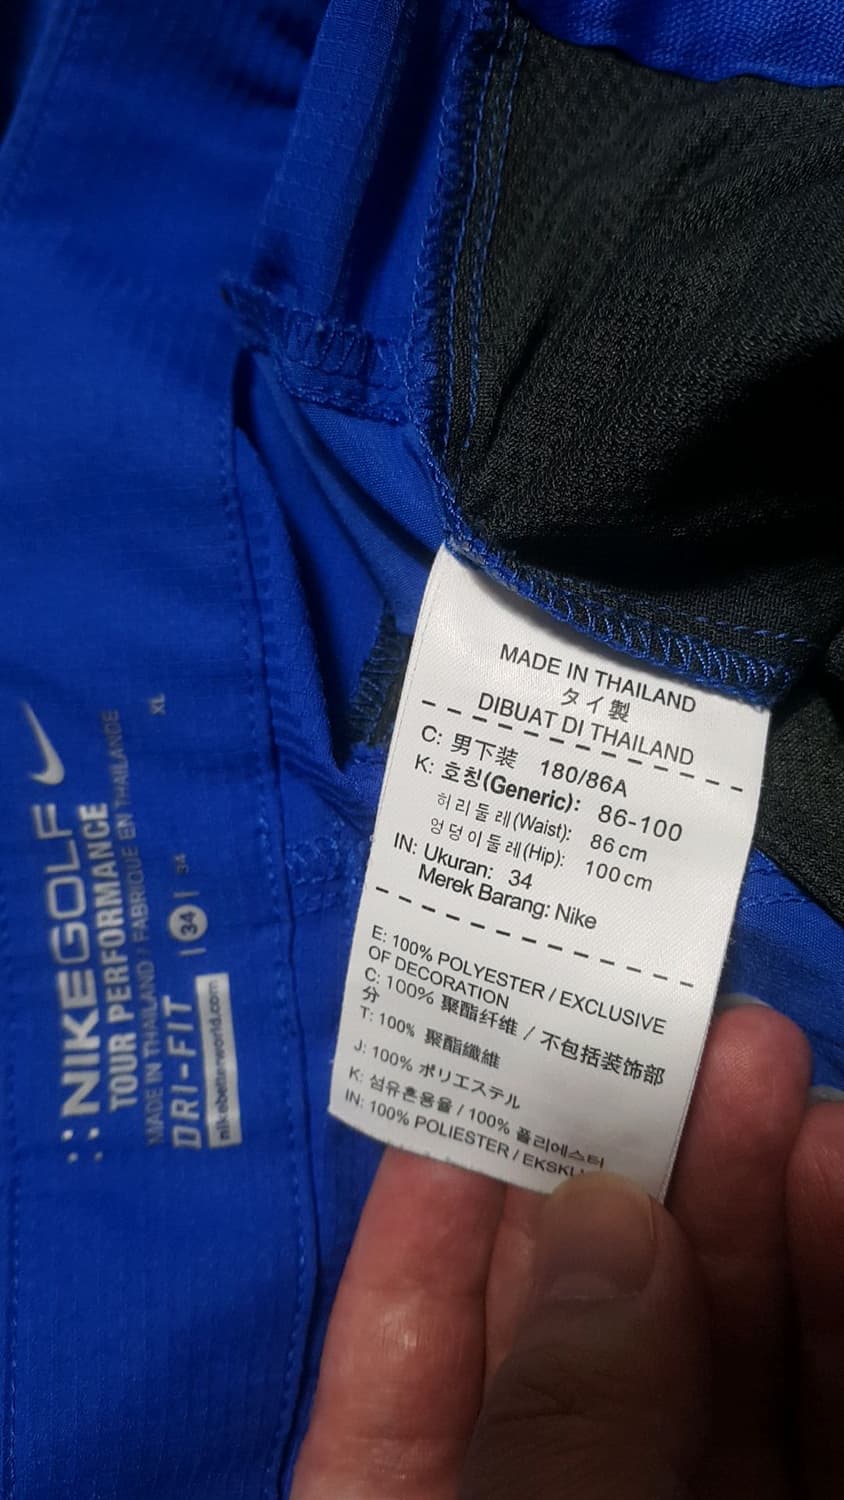 MADE IN THAILAND
タイ製
DIBUAT DI THAILAND
C: 男下装 180/86A
K: 호칭(Generic): 86-100
허리둘레(Waist): 86 cm
엉덩이둘레(Hip): 100 cm
IN: Ukuran: 34
Merek Barang: Nike
E: 100% POLYESTER / EXCLUSIVE
OF DECORATION
C: 100% 聚酯纤维 / 不包括装饰部
分
T: 100% 聚酯纖維
J: 100% ポリエステル
K: 섬유혼용율 / 100% 폴리에스터
IN: 100% POLIESTER / EKSKL
NIKEGOLF
TOUR PERFORMANCE
MADE IN THAILAND / FABRIQUÉ EN THAILANDE
XL
DRI-FIT | 34 | 34
nikebetterworld.com